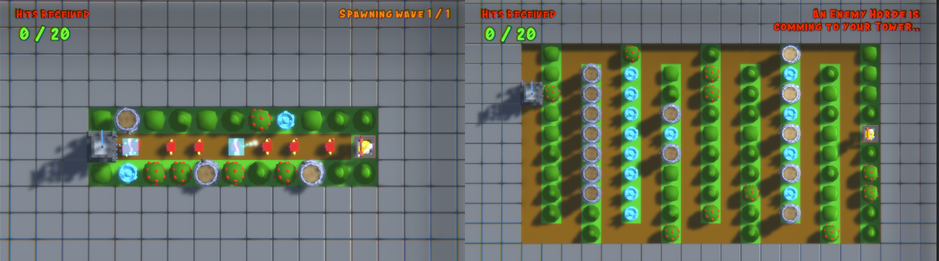 Hits Received
0 / 20
Spawning wave 1 / 1
Hits Received
0 / 20
An Enemy Horde is
comming to your Tower..